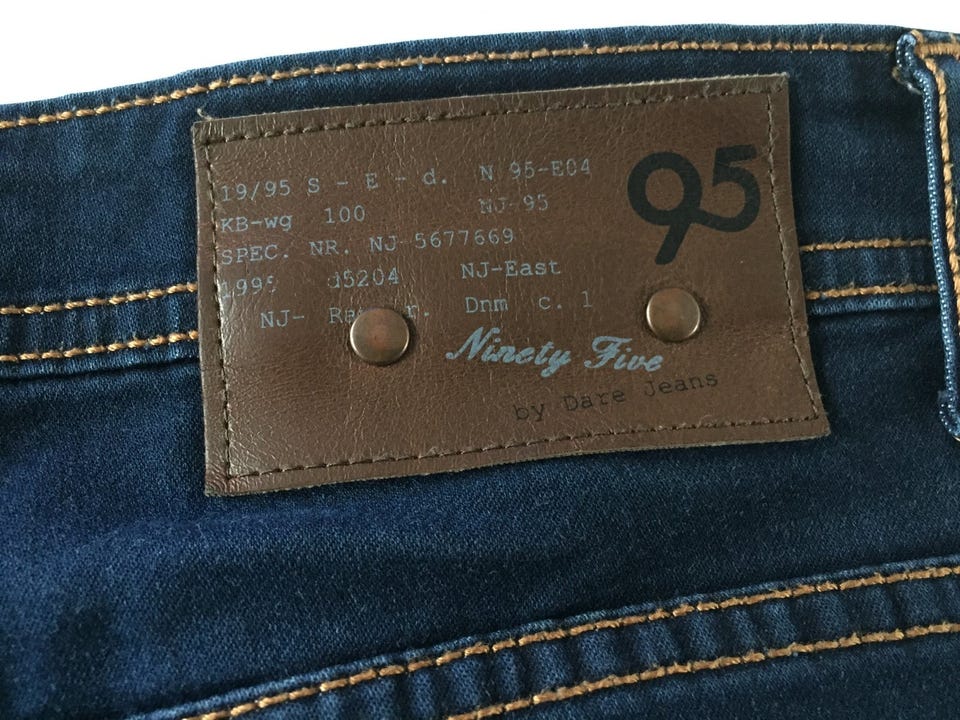 19/95 S - E - d. N 95-E04
95
KB-wg 100 NJ-95
SPEC. NR. NJ-5677669
d5204 NJ-East
NJ- Dnm c. 1
Ninety Five
by Dare Jeans